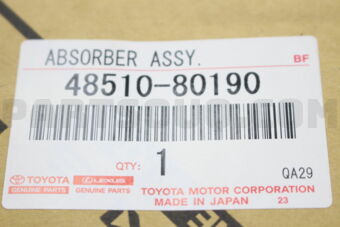 ABSORBER ASSY.
BF
48510-80190
QTY: 1
QA29
TOYOTA
GENUINE PARTS
LEXUS
GENUINE PARTS
TOYOTA MOTOR CORPORATION
MADE IN JAPAN 23